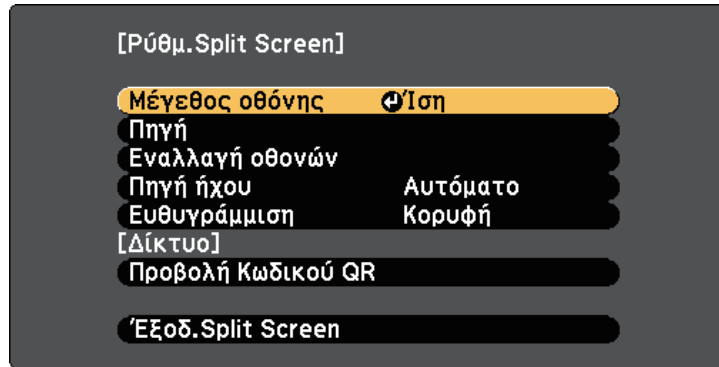 [Ρύθμ.Split Screen]
Μέγεθος οθόνης Ίση
Πηγή
Εναλλαγή οθονών
Πηγή ήχου Αυτόματο
Ευθυγράμμιση Κορυφή
[Δίκτυο]
Προβολή Κωδικού QR
Έξοδ.Split Screen